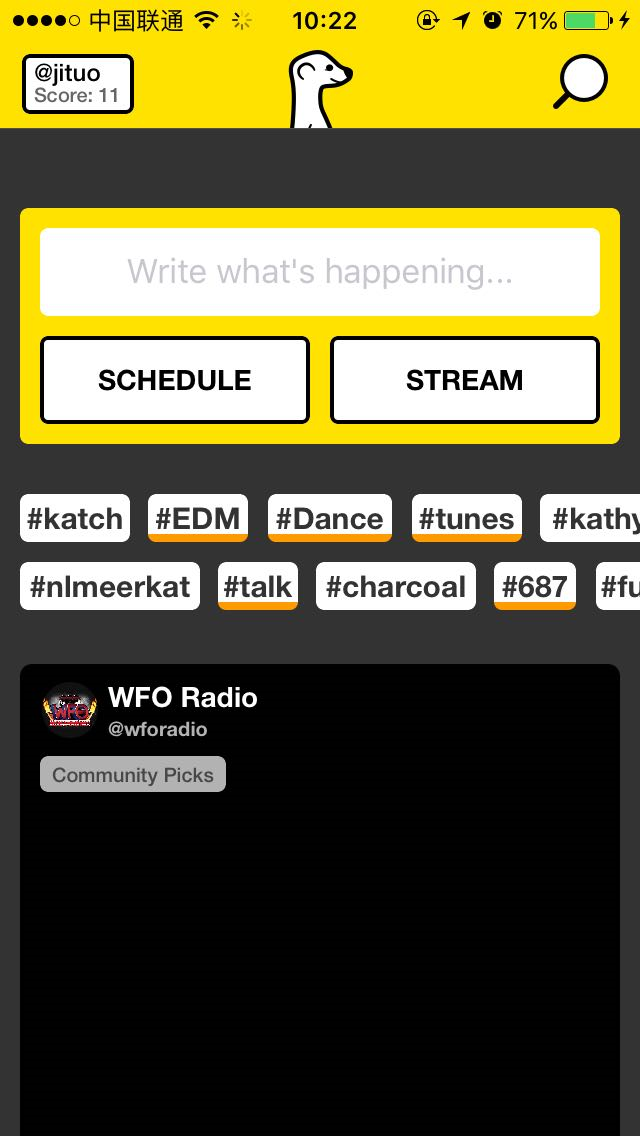 中国联通 10:22 71%
@jituo
Score: 11
Write what's happening...
SCHEDULE STREAM
#katch #EDM #Dance #tunes #kathy
#nlmeerkat #talk #charcoal #687 #fu
WFO Radio
@wforadio
Community Picks
WFO